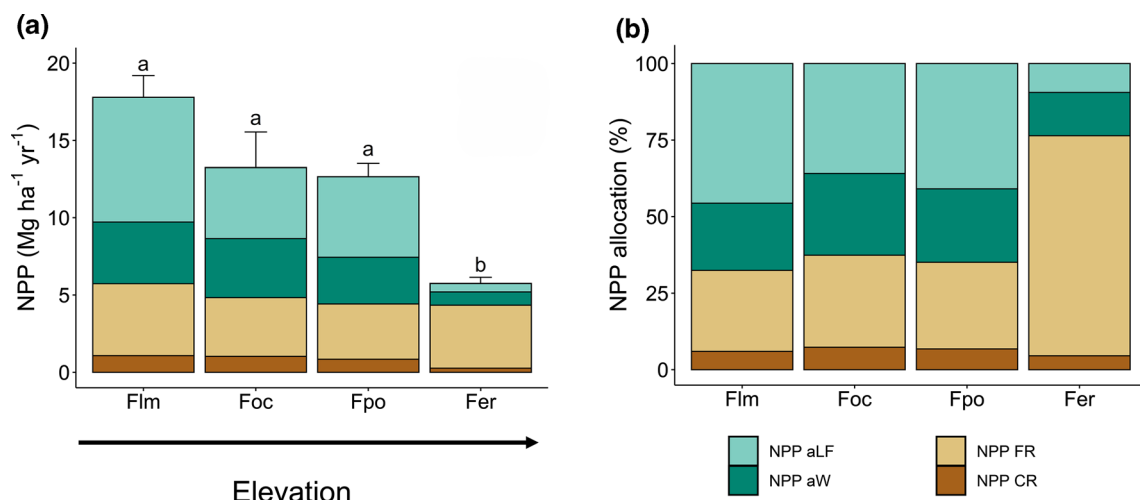 (a)
NPP (Mg ha⁻¹ yr⁻¹)
20
15
10
5
0
a
a
a
b
Flm
Foc
Fpo
Fer
Elevation
(b)
NPP allocation (%)
100
75
50
25
0
Flm
Foc
Fpo
Fer
NPP aLF
NPP aW
NPP FR
NPP CR